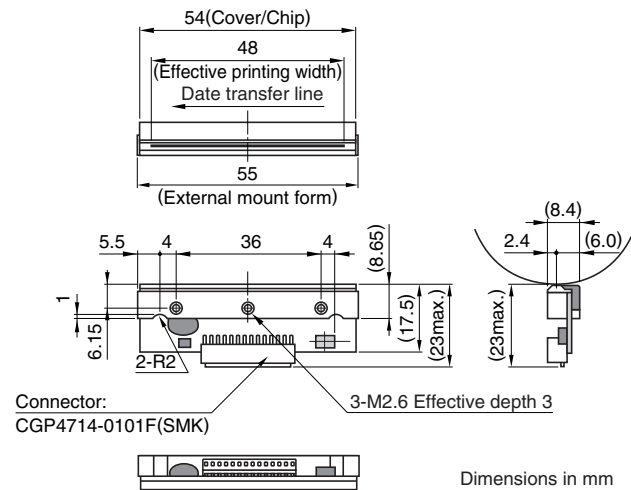 54(Cover/Chip)
48
(Effective printing width)
Date transfer line
55
(External mount form)
(8.4)
2.4
(6.0)
5.5
4
36
4
(8.65)
1
6.15
(17.5)
(23max.)
(23max.)
2-R2
Connector:
CGP4714-0101F(SMK)
3-M2.6 Effective depth 3
Dimensions in mm